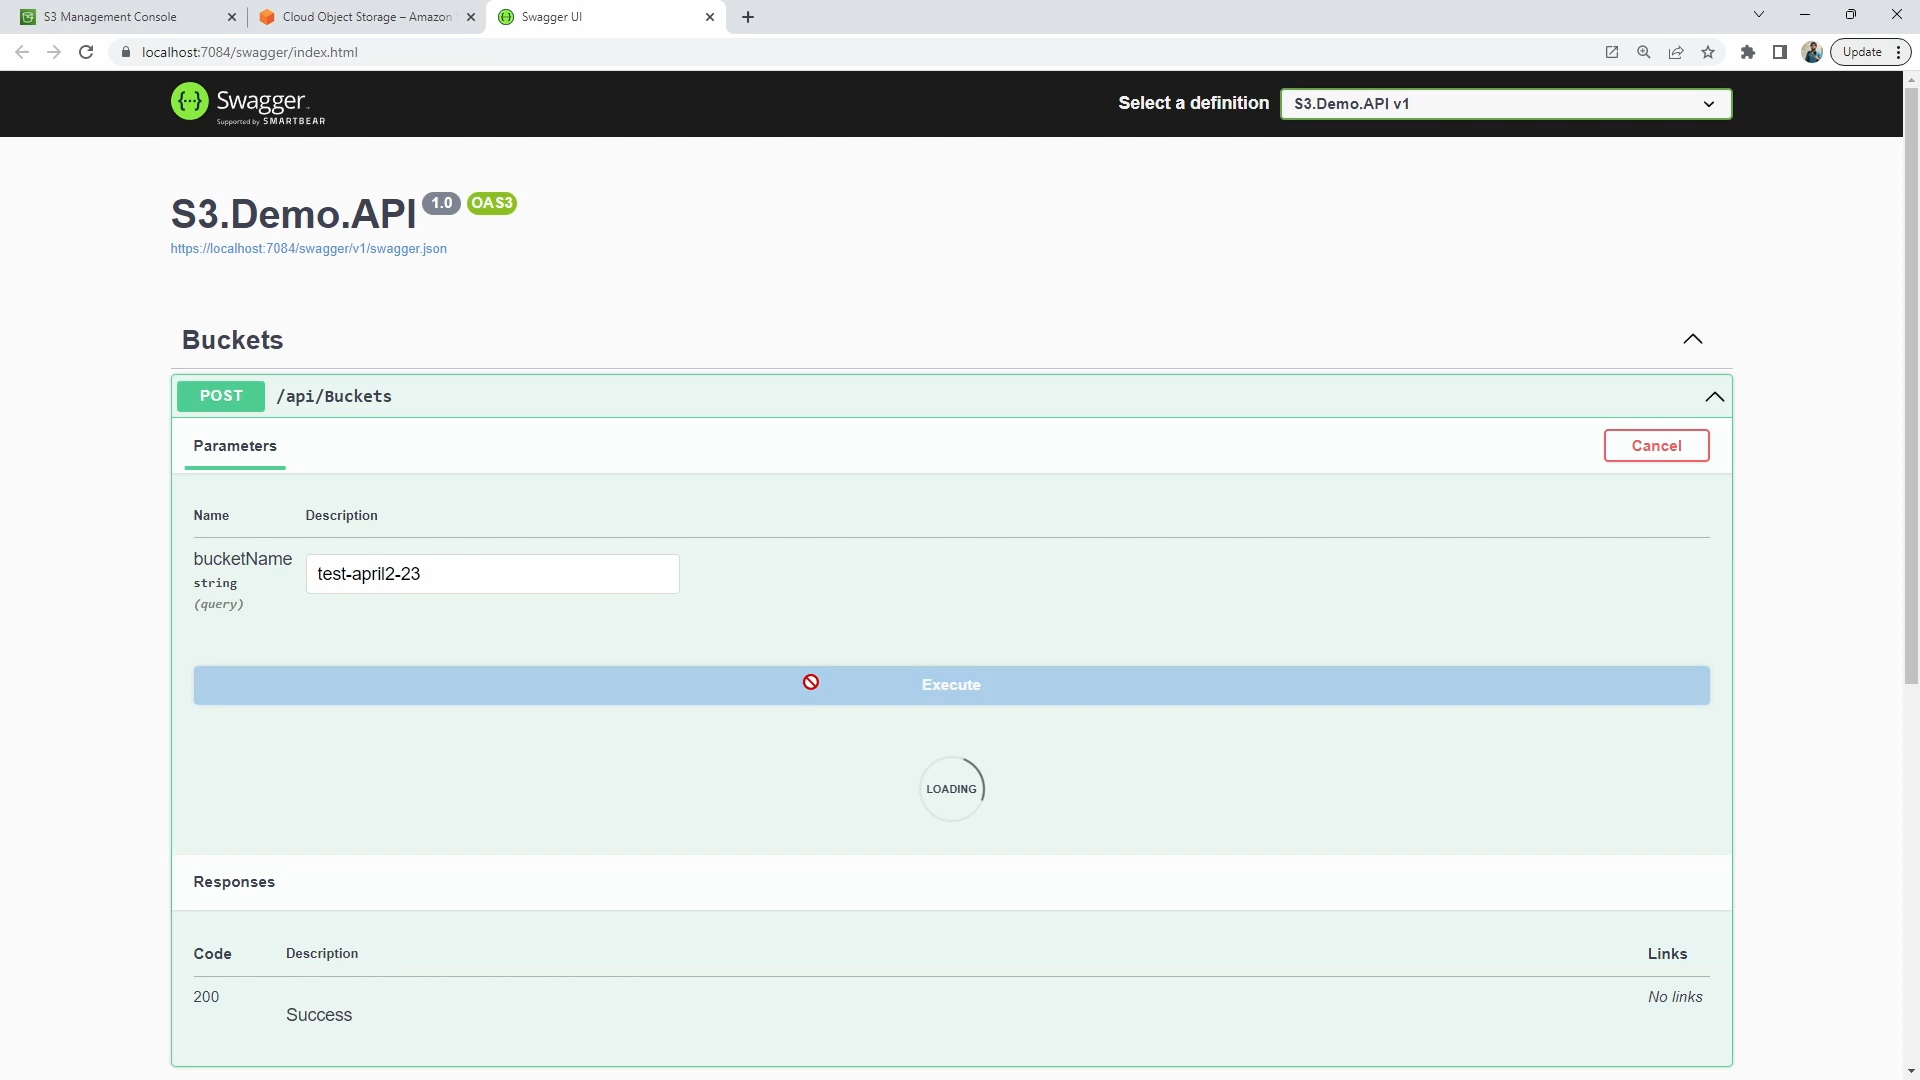 S3 Management Console
Cloud Object Storage – Amazon
Swagger UI
localhost:7084/swagger/index.html
Update
Swagger
Supported by SMARTBEAR
Select a definition
S3.Demo.API v1
S3.Demo.API 1.0 OAS3
https://localhost:7084/swagger/v1/swagger.json
Buckets
POST /api/Buckets
Parameters
Cancel
Name Description
bucketName
string
(query)
test-april2-23
Execute
LOADING
Responses
Code Description Links
200
Success
No links